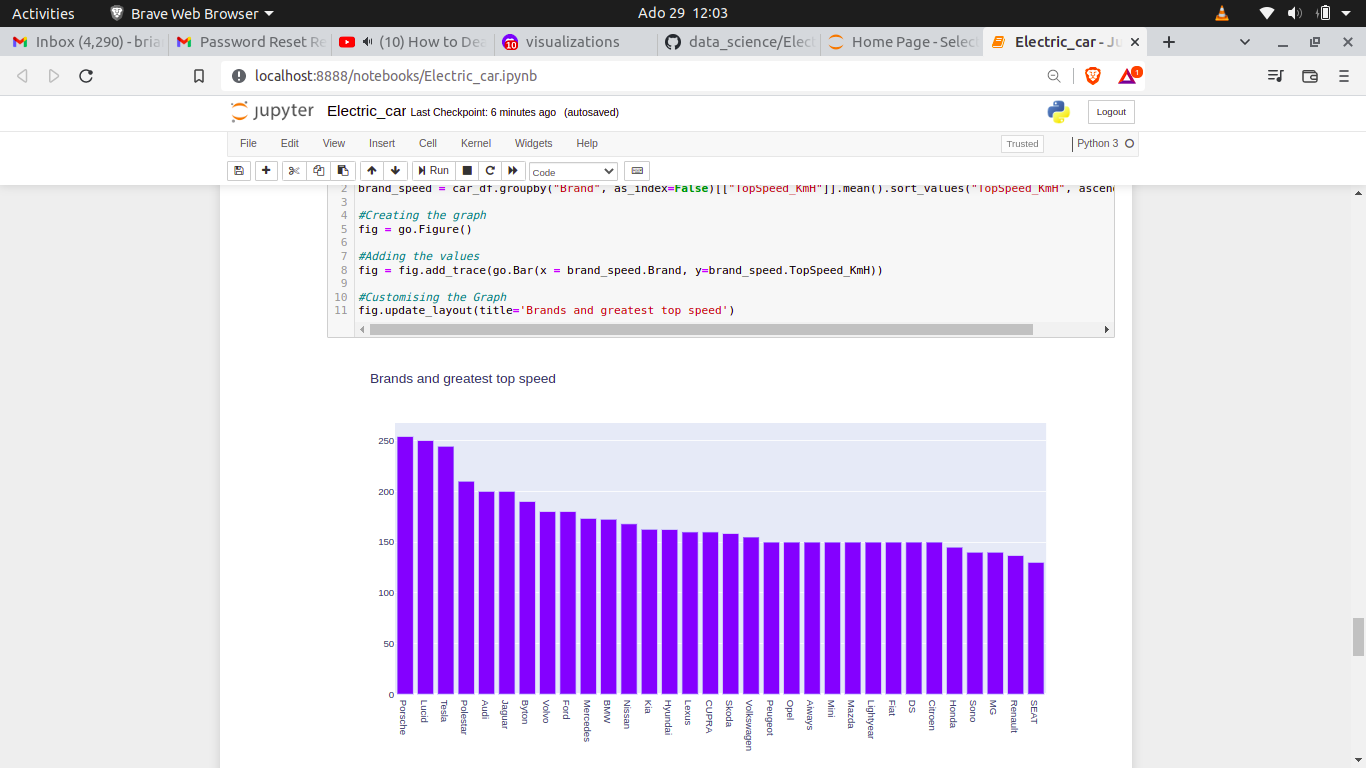 Activities Brave Web Browser Ado 29 12:03
Inbox (4,290) - bria Password Reset Re (10) How to Dea visualizations data_science/Elect Home Page - Select Electric_car - Ju
localhost:8888/notebooks/Electric_car.ipynb
jupyter Electric_car Last Checkpoint: 6 minutes ago (autosaved) Logout
File Edit View Insert Cell Kernel Widgets Help Trusted Python 3
Run Code
2 brand_speed = car_df.groupby("Brand", as_index=False)[["TopSpeed_KmH"]].mean().sort_values("TopSpeed_KmH", ascen
3
4 #Creating the graph
5 fig = go.Figure()
6
7 #Adding the values
8 fig = fig.add_trace(go.Bar(x = brand_speed.Brand, y=brand_speed.TopSpeed_KmH))
9
10 #Customising the Graph
11 fig.update_layout(title='Brands and greatest top speed')
Brands and greatest top speed
250
200
150
100
50
0
Porsche Lucid Tesla Polestar Audi Jaguar Byton Volvo Ford Mercedes BMW Nissan Kia Hyundai Lexus CUPRA Skoda Volkswagen Peugeot Opel Aiways Mini Mazda Lightyear Fiat DS Citroen Honda Sono MG Renault SEAT